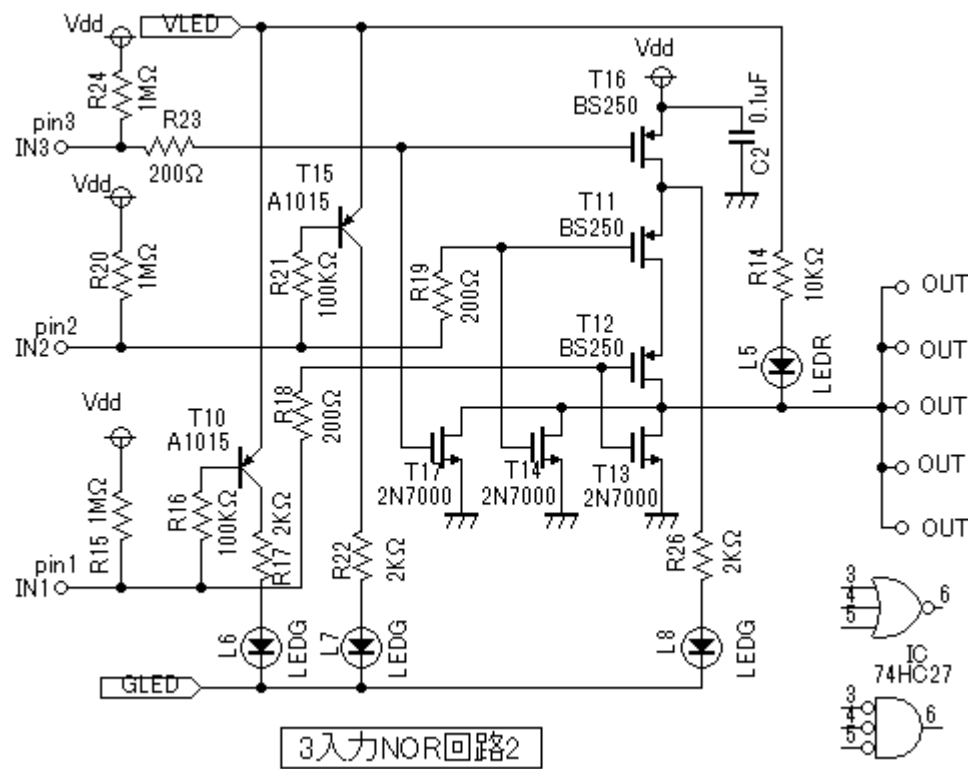 Vdd
VLED
R24
1MΩ
pin3
IN3
R23
200Ω
Vdd
T16
BS250
0.1uF
C2
Vdd
T15
A1015
T11
BS250
R20
1MΩ
R21
100KΩ
R19
200Ω
R14
10KΩ
OUT
pin2
IN2
T12
BS250
L5
LEDR
OUT
Vdd
R18
200Ω
OUT
T10
A1015
T17
2N7000
T14
2N7000
T13
2N7000
OUT
R15 1MΩ
R16
100KΩ
R17 2KΩ
R22
2KΩ
R26
2KΩ
OUT
pin1
IN1
L6
LEDG
L7
LEDG
L8
LEDG
3
4
5
6
GLED
IC
74HC27
3
4
5
6
3入力NOR回路2